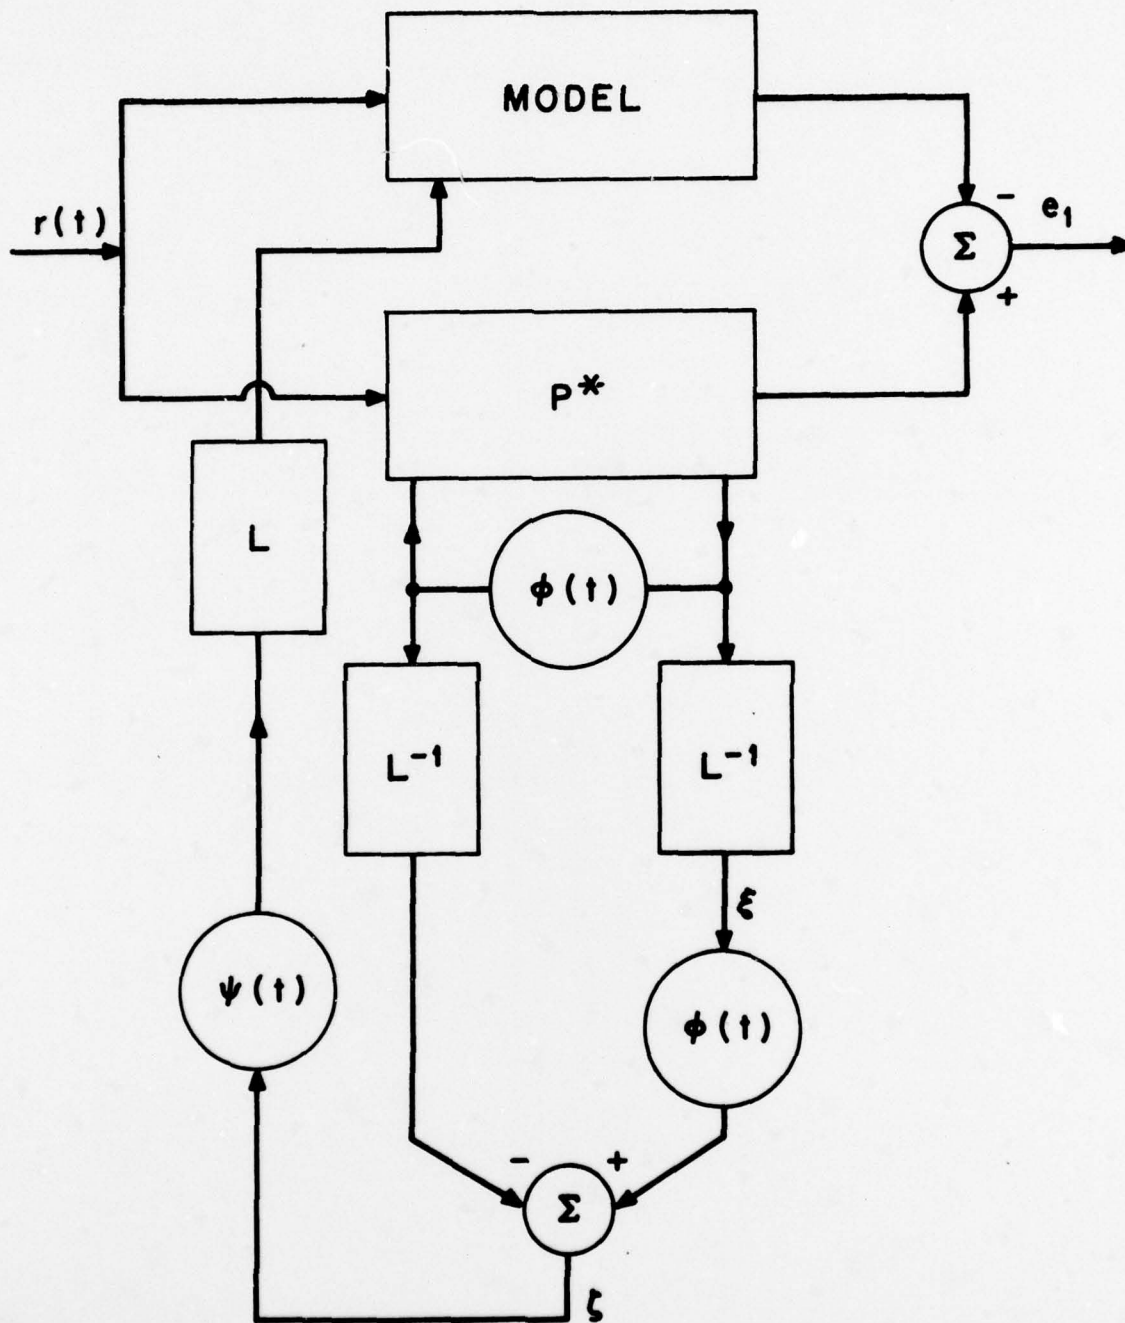 MODEL
r(t)
-
e₁
Σ
+
P*
L
φ(t)
L⁻¹
L⁻¹
ξ
ψ(t)
φ(t)
-
+
Σ
ζ